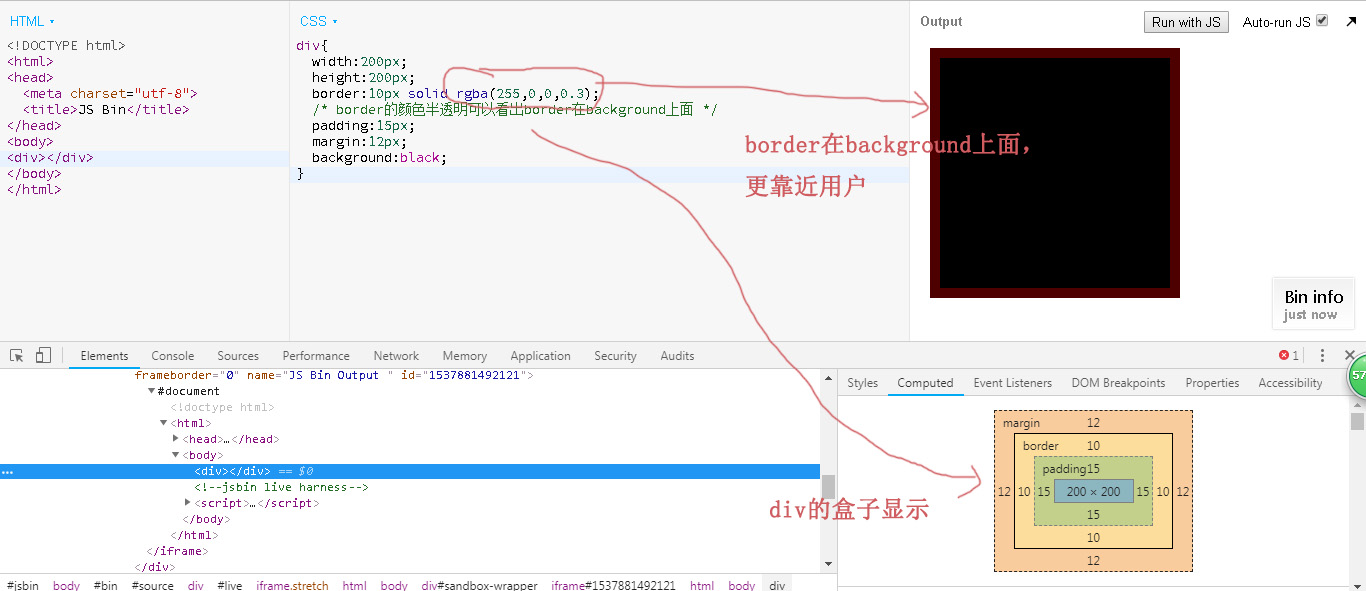 HTML
<!DOCTYPE html>
<html>
<head>
<meta charset="utf-8">
<title>JS Bin</title>
</head>
<body>
<div></div>
</body>
</html>
CSS
div{
width:200px;
height:200px;
border:10px solid rgba(255,0,0,0.3);
/* border的颜色半透明可以看出border在background上面 */
padding:15px;
margin:12px;
background:black;
}
Output
Run with JS
Auto-run JS
border在background上面，
更靠近用户
Bin info
just now
Elements Console Sources Performance Network Memory Application Security Audits
1
frameborder="0" name="JS Bin Output " id="1537881492121">
#document
<!doctype html>
<html>
<head>…</head>
<body>
... <div></div> == $0
<!--jsbin live harness-->
<script>…</script>
</body>
</html>
</iframe>
</div>
#jsbin body #bin #source div #live iframe.stretch html body div#sandbox-wrapper iframe#1537881492121 html body div
Styles Computed Event Listeners DOM Breakpoints Properties Accessibility
57
margin 12
border 10
padding15
12 10 15 200 × 200 15 10 12
15
10
12
div的盒子显示